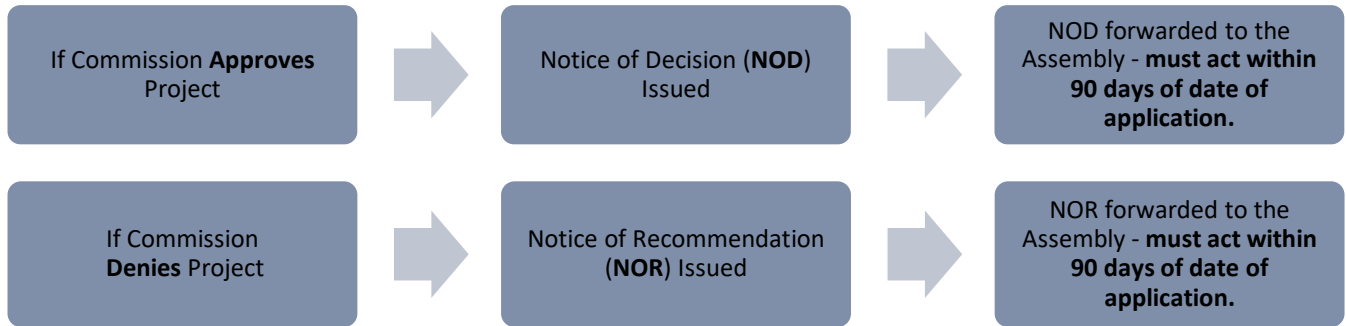 If Commission Approves
Project
Notice of Decision (NOD)
Issued
NOD forwarded to the
Assembly - must act within
90 days of date of
application.
If Commission
Denies Project
Notice of Recommendation
(NOR) Issued
NOR forwarded to the
Assembly - must act within
90 days of date of
application.